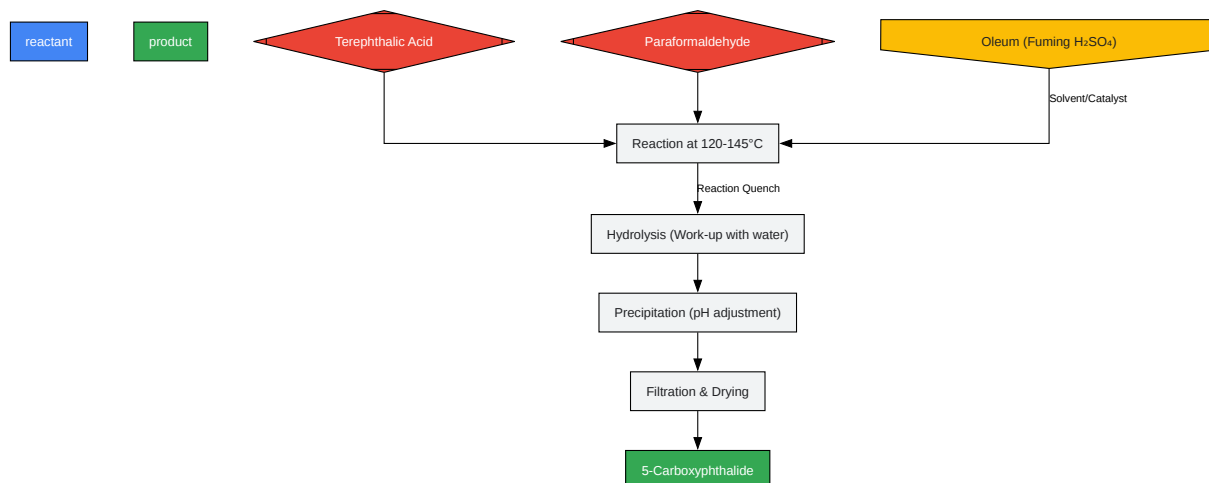 reactant
product
Terephthalic Acid
Paraformaldehyde
Oleum (Fuming H₂SO₄)
Solvent/Catalyst
Reaction at 120-145°C
Reaction Quench
Hydrolysis (Work-up with water)
Precipitation (pH adjustment)
Filtration & Drying
5-Carboxyphthalide